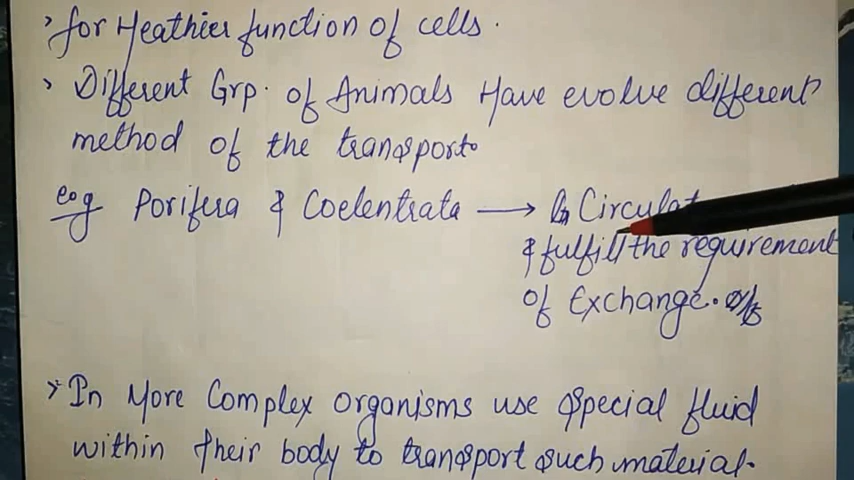 > for Heathier function of cells.
> Different Grp. of Animals Have evolve different
method of the transport.
e.g Porifera & Coelentrata → Circulat
& fulfill the requirement
of Exchange.
> In More Complex organisms use special fluid
within their body to transport such material.